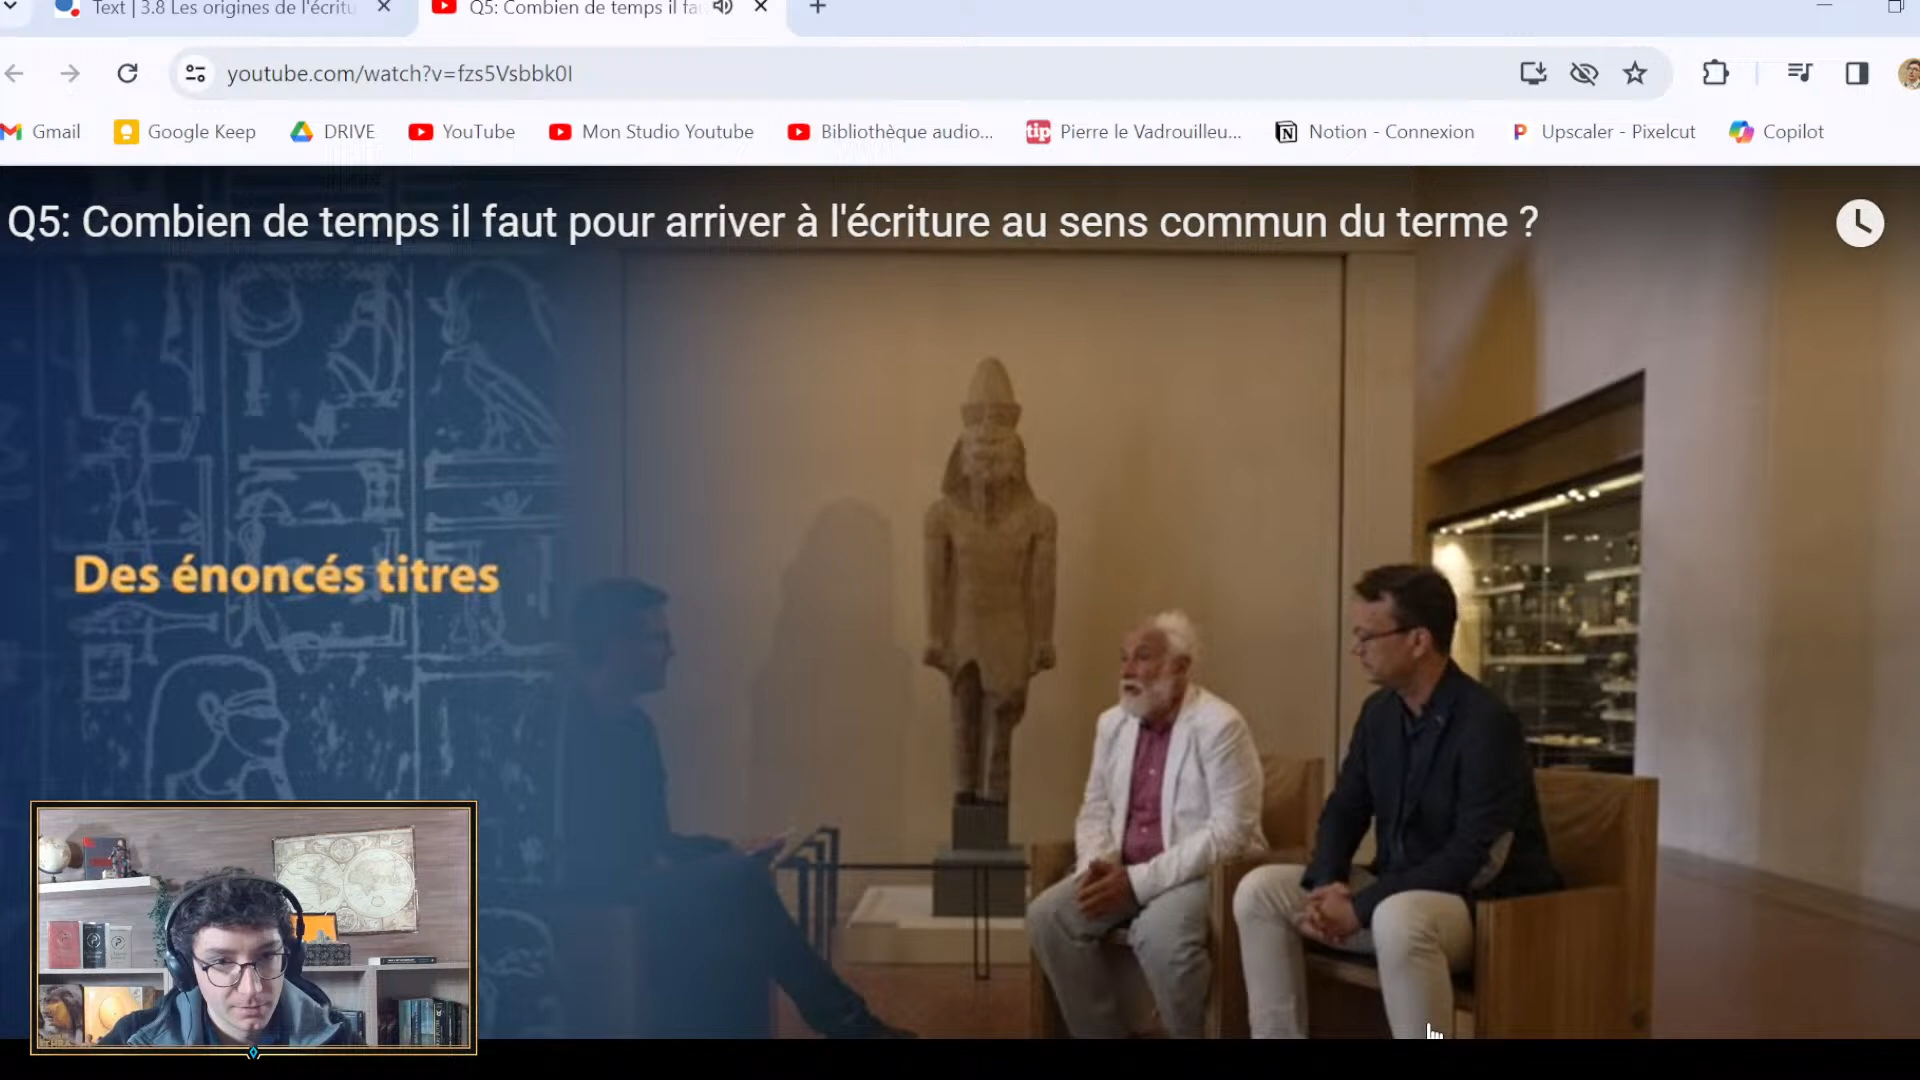 Text | 3.8 Les origines de l'écritu
Q5: Combien de temps il fau
youtube.com/watch?v=fzs5Vsbbk0I
Gmail
Google Keep
DRIVE
YouTube
Mon Studio Youtube
Bibliothèque audio...
tip
Pierre le Vadrouilleu...
Notion - Connexion
Upscaler - Pixelcut
Copilot
Q5: Combien de temps il faut pour arriver à l'écriture au sens commun du terme ?
Des énoncés titres